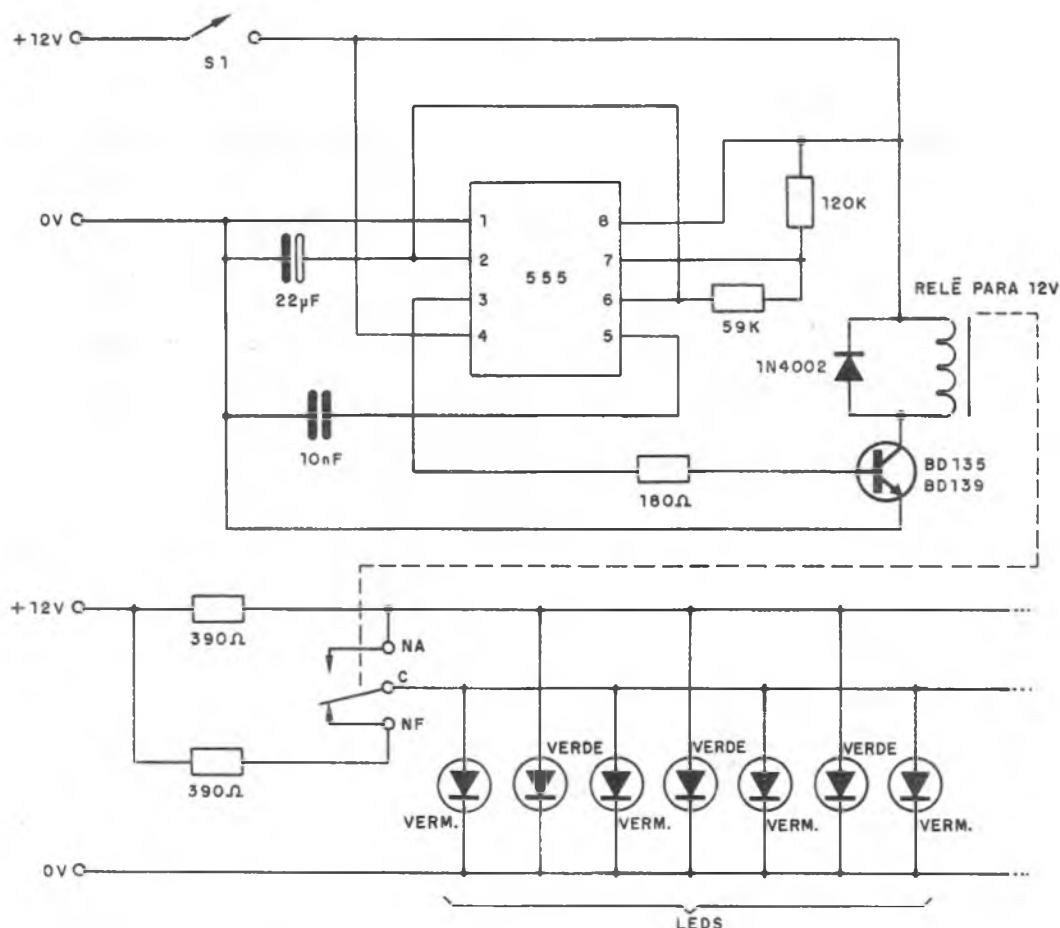 +12V
S1
0V
1
2
3
4
555
8
7
6
5
120K
59K
22µF
10nF
180Ω
RELĒ PARA 12V
1N4002
BD135
BD139
+12V
390Ω
NA
C
NF
390Ω
VERDE
VERDE
VERDE
VERM.
VERM.
VERM.
VERM.
0V
LEDS